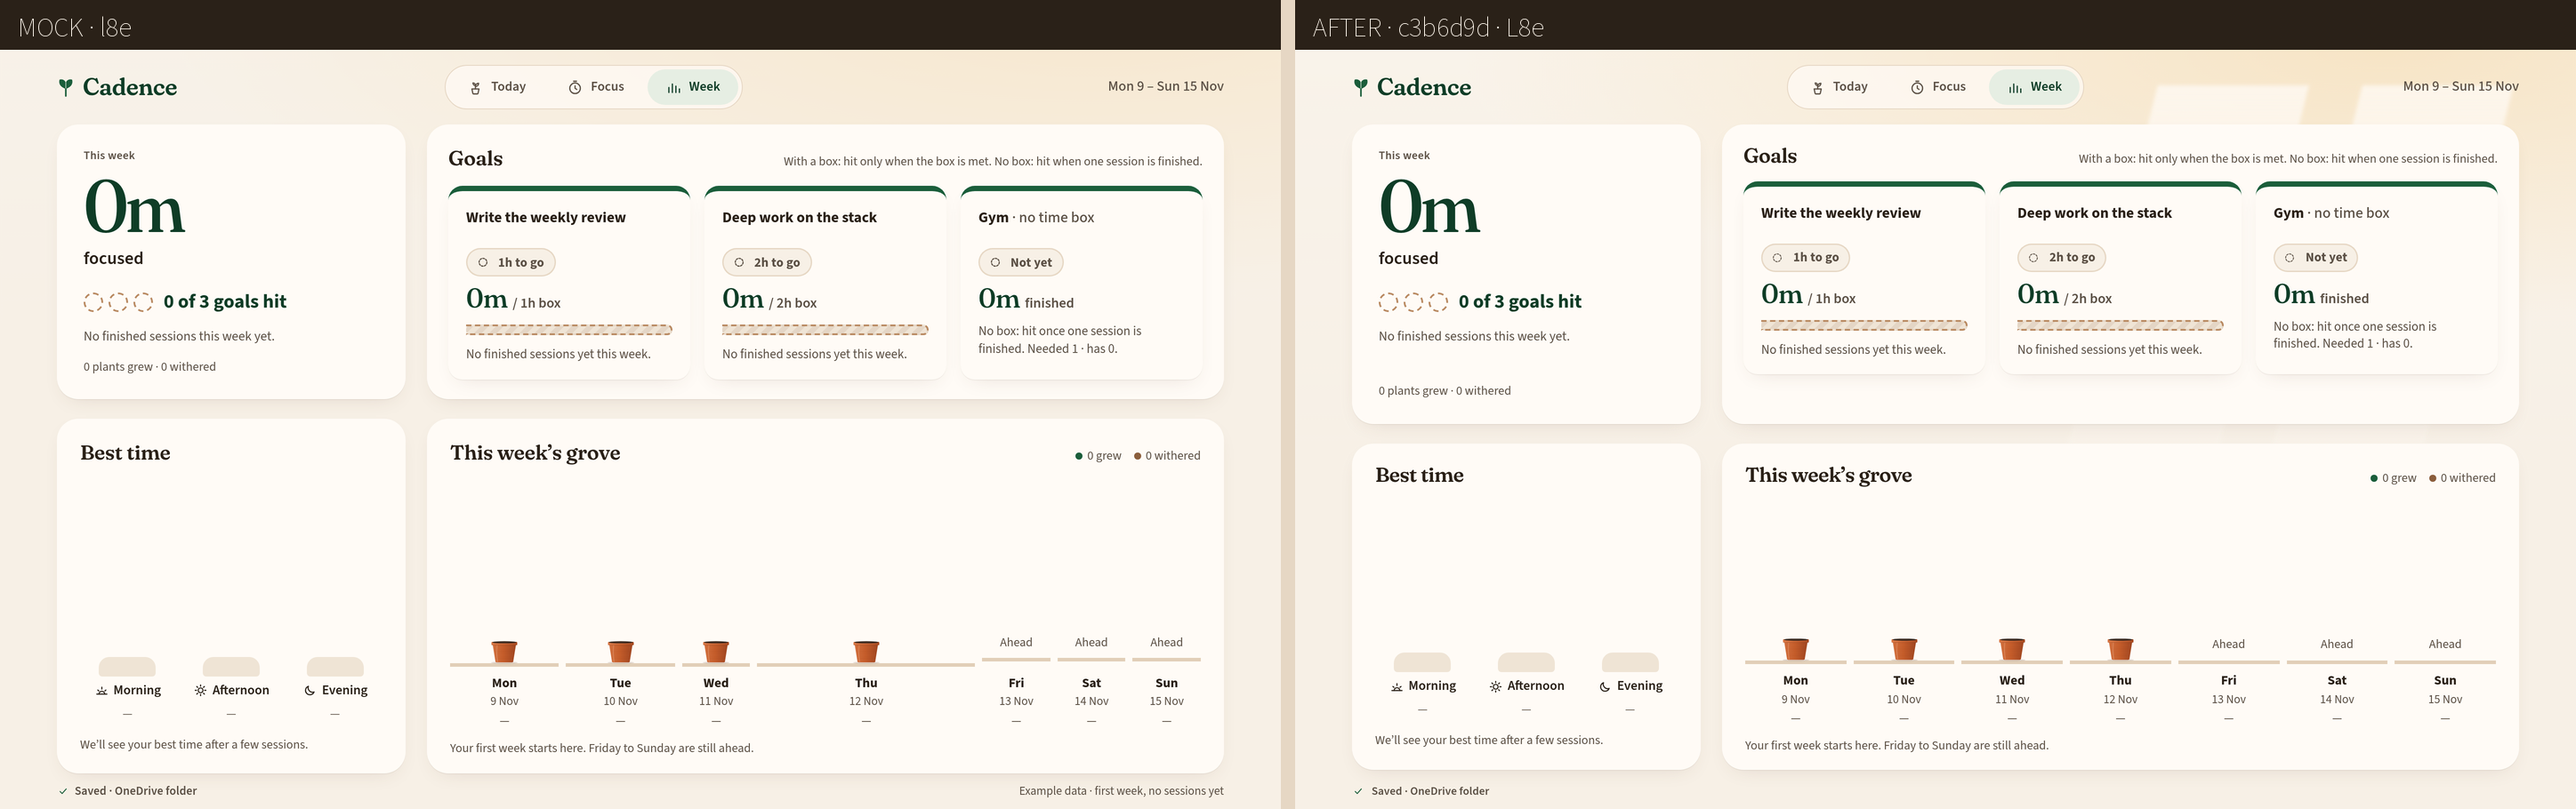 MOCK · l8e
Cadence
Today Focus Week
Mon 9 – Sun 15 Nov
This week
0m
focused
0 of 3 goals hit
No finished sessions this week yet.
0 plants grew · 0 withered
Goals
With a box: hit only when the box is met. No box: hit when one session is finished.
Write the weekly review
1h to go
0m / 1h box
No finished sessions yet this week.
Deep work on the stack
2h to go
0m / 2h box
No finished sessions yet this week.
Gym · no time box
Not yet
0m finished
No box: hit once one session is
finished. Needed 1 · has 0.
Best time
Morning Afternoon Evening
— — —
We’ll see your best time after a few sessions.
This week’s grove
0 grew 0 withered
Ahead Ahead Ahead
Mon Tue Wed Thu Fri Sat Sun
9 Nov 10 Nov 11 Nov 12 Nov 13 Nov 14 Nov 15 Nov
— — — — — — —
Your first week starts here. Friday to Sunday are still ahead.
Saved · OneDrive folder
Example data · first week, no sessions yet
AFTER · c3b6d9d · L8e
Cadence
Today Focus Week
Mon 9 – Sun 15 Nov
This week
0m
focused
0 of 3 goals hit
No finished sessions this week yet.
0 plants grew · 0 withered
Goals
With a box: hit only when the box is met. No box: hit when one session is finished.
Write the weekly review
1h to go
0m / 1h box
No finished sessions yet this week.
Deep work on the stack
2h to go
0m / 2h box
No finished sessions yet this week.
Gym · no time box
Not yet
0m finished
No box: hit once one session is
finished. Needed 1 · has 0.
Best time
Morning Afternoon Evening
— — —
We’ll see your best time after a few sessions.
This week’s grove
0 grew 0 withered
Ahead Ahead Ahead
Mon Tue Wed Thu Fri Sat Sun
9 Nov 10 Nov 11 Nov 12 Nov 13 Nov 14 Nov 15 Nov
— — — — — — —
Your first week starts here. Friday to Sunday are still ahead.
Saved · OneDrive folder